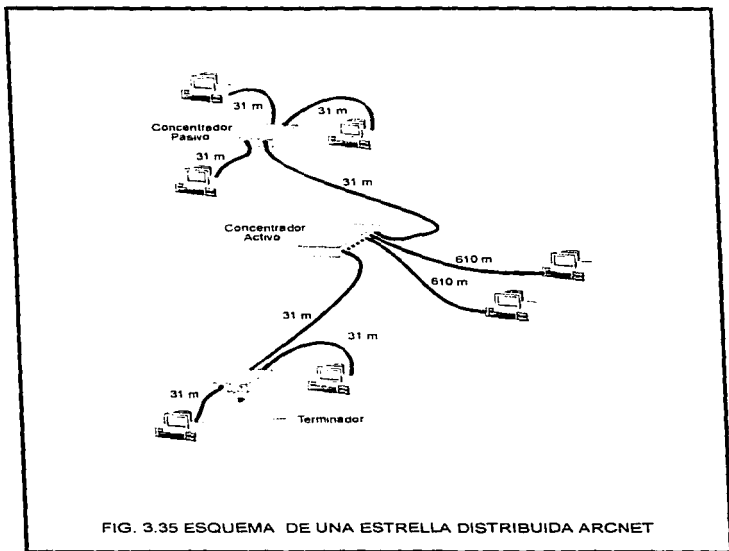 31 m
31 m
Concentrador
Pasivo
31 m
31 m
Concentrador
Activo
610 m
610 m
31 m
31 m
31 m
Terminador
FIG. 3.35 ESQUEMA DE UNA ESTRELLA DISTRIBUIDA ARCNET